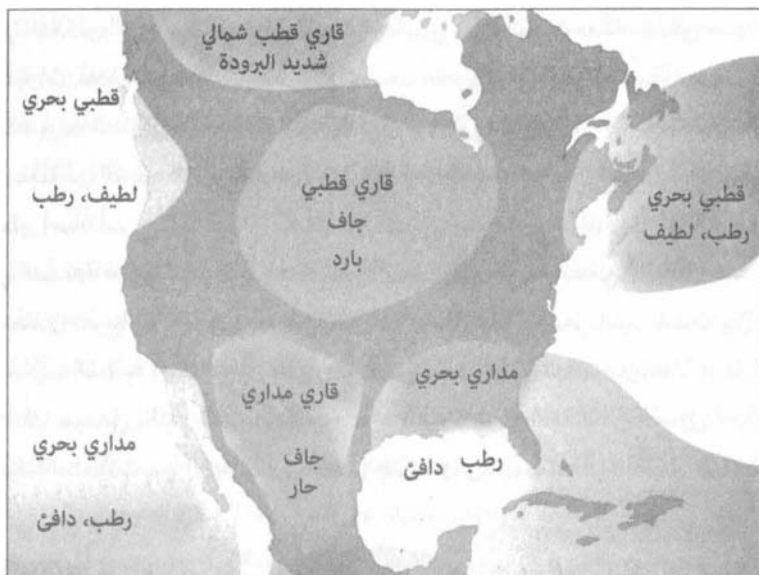 قاري قطب شمالي
شديد البرودة
قطبي بحري
لطيف، رطب
قاري قطبي
جاف
بارد
قطبي بحري
رطب، لطيف
قاري مداري
جاف
حار
مداري بحري
رطب دافئ
مداري بحري
رطب، دافئ